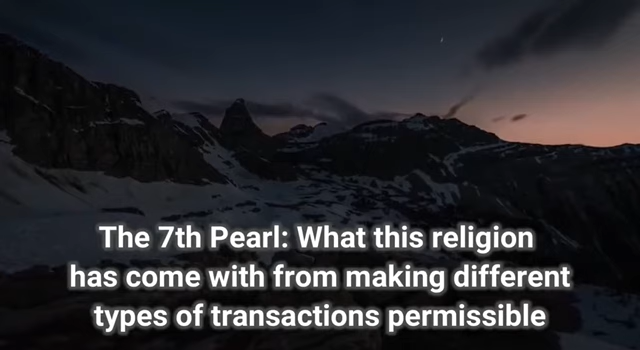 The 7th Pearl: What this religion
has come with from making different
types of transactions permissible